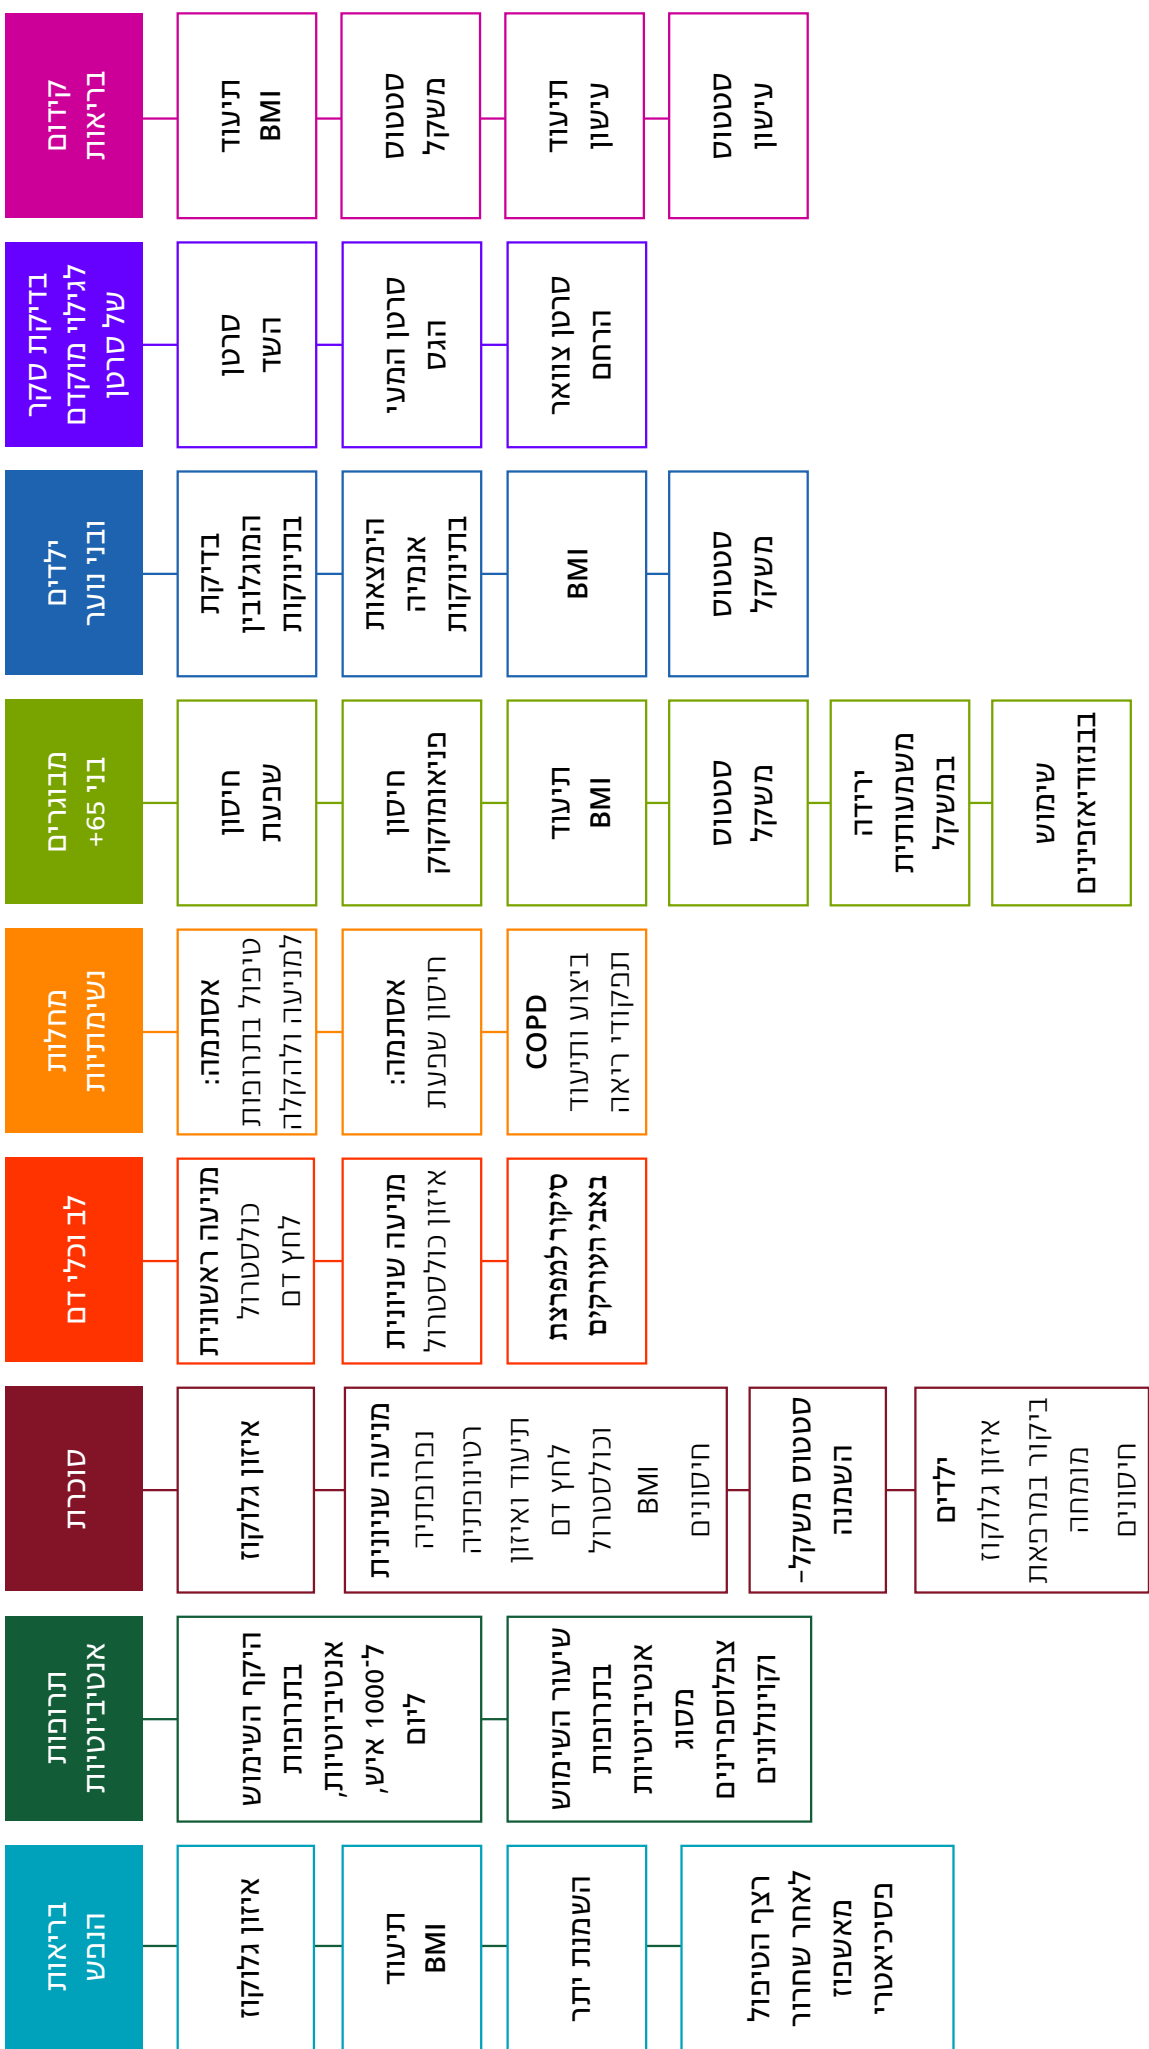 קידום
בריאות
תיעוד
BMI
סטטוס
משקל
תיעוד
עישון
סטטוס
עישון
בדיקת סקר
לגילוי מוקדם
של סרטן
סרטן
השד
סרטן המעי
הגס
סרטן צוואר
הרחם
ילדים
ובני נוער
בדיקת
המוגלובין
בתינוקות
הימצאות
אנמיה
בתינוקות
BMI
סטטוס
משקל
מבוגרים
בני 65+
חיסון
שפעת
חיסון
פניאומוקוק
תיעוד
BMI
סטטוס
משקל
ירידה
משמעותית
במשקל
שימוש
בבנזודיאזפינים
מחלות
נשימתיות
אסתמה:
טיפול בתרופות
למניעה ולהקלה
אסתמה:
חיסון שפעת
COPD
ביצוע ותיעוד
תפקודי ריאה
לב וכלי דם
מניעה ראשונית
כולסטרול
לחץ דם
מניעה שניונית
איזון כולסטרול
סיקור למפרצת
באבי העורקים
סוכרת
איזון גלוקוז
מניעה שניונית
נפרופתיה
רטינופתיה
תיעוד ואיזון
לחץ דם
וכולסטרול
BMI
חיסונים
סטטוס משקל–
השמנה
ילדים
איזון גלוקוז
ביקור במרפאת
מומחה
חיסונים
תרופות
אנטיביוטיות
היקף השימוש
בתרופות
אנטיביוטיות,
ל־1000 איש,
ליום
שיעור השימוש
בתרופות
אנטיביוטיות
מסוג
צפלוספרינים
וקווינולונים
בריאות
הנפש
איזון גלוקוז
תיעוד
BMI
השמנת יתר
רצף הטיפול
לאחר שחרור
מאשפוז
פסיכיאטרי